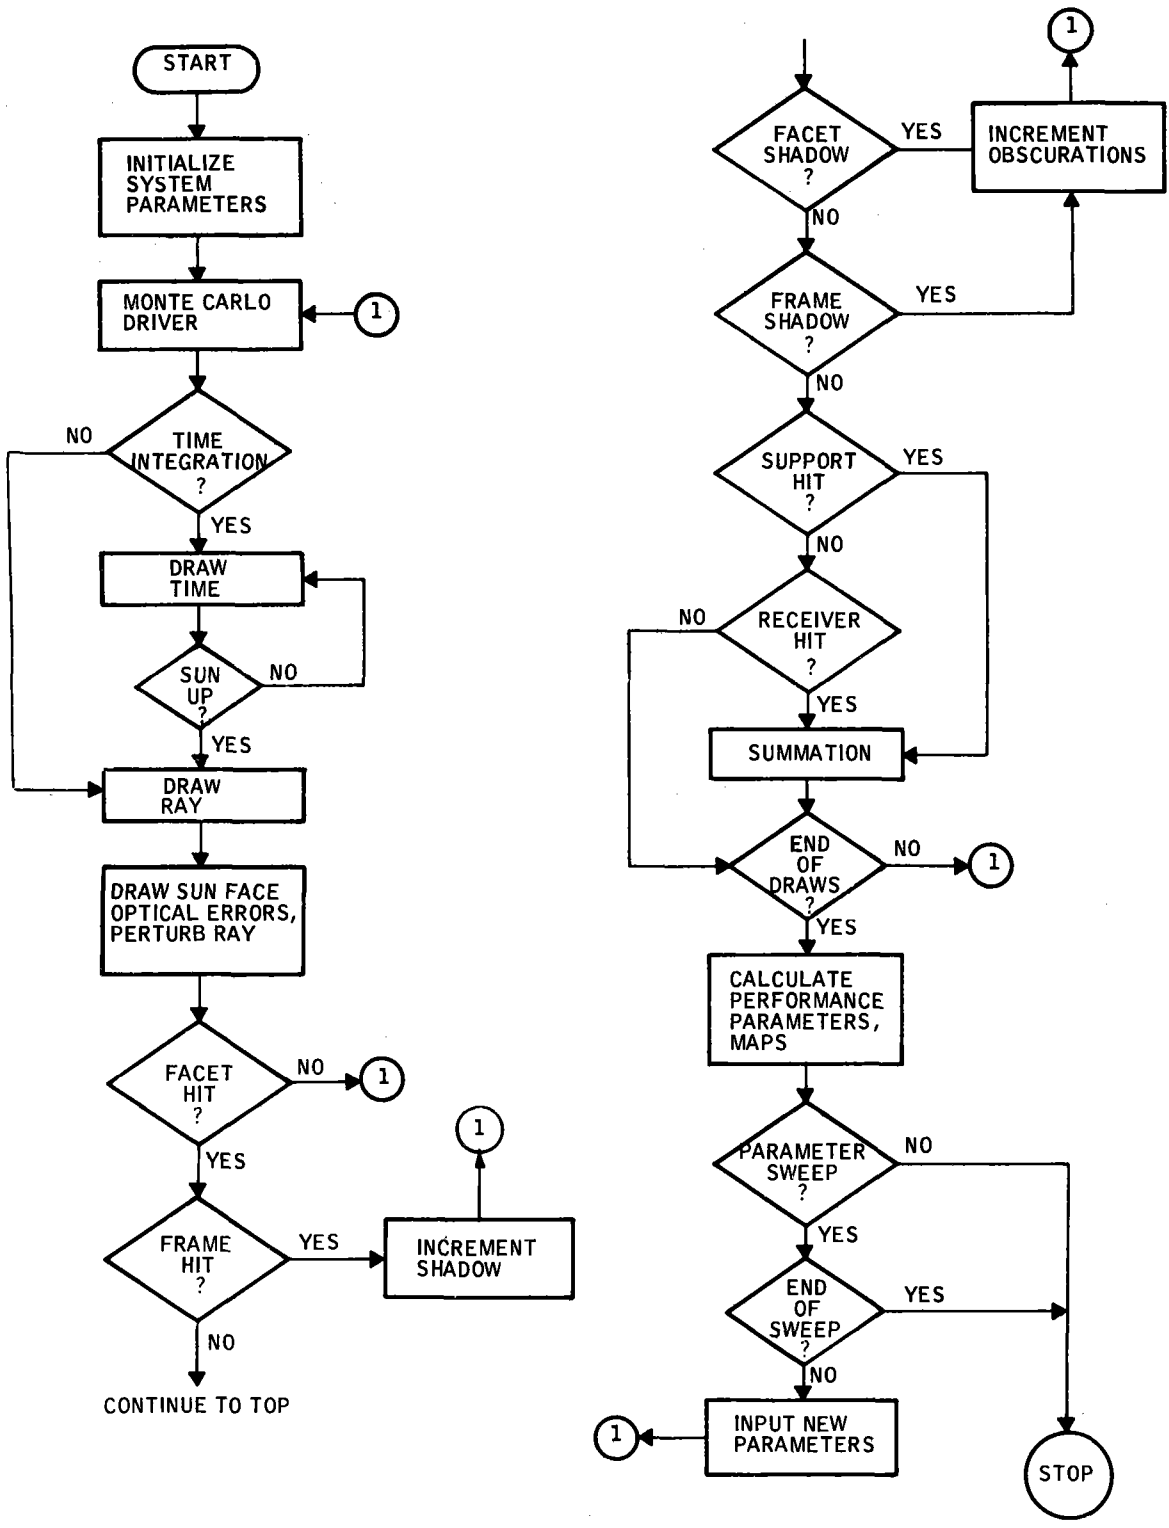 START
INITIALIZE
SYSTEM
PARAMETERS
MONTE CARLO
DRIVER
1
NO
TIME
INTEGRATION
?
YES
DRAW
TIME
SUN
UP
?
NO
YES
DRAW
RAY
DRAW SUN FACE
OPTICAL ERRORS,
PERTURB RAY
FACET
HIT
?
NO
1
YES
FRAME
HIT
?
YES
INCREMENT
SHADOW
1
NO
CONTINUE TO TOP
FACET
SHADOW
?
YES
INCREMENT
OBSCURATIONS
1
NO
FRAME
SHADOW
?
YES
NO
SUPPORT
HIT
?
YES
NO
RECEIVER
HIT
?
NO
YES
SUMMATION
END
OF
DRAWS
?
NO
1
YES
CALCULATE
PERFORMANCE
PARAMETERS,
MAPS
PARAMETER
SWEEP
?
NO
YES
END
OF
SWEEP
?
YES
NO
INPUT NEW
PARAMETERS
1
STOP